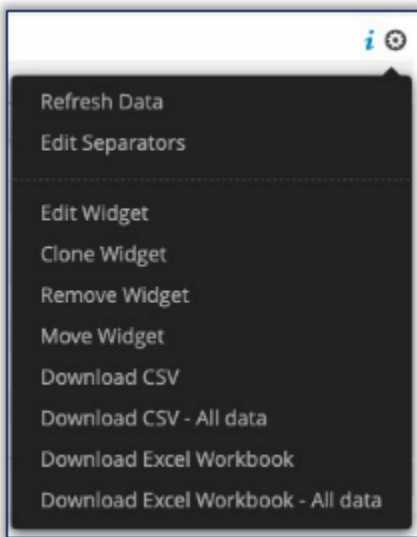 i
Refresh Data
Edit Separators
Edit Widget
Clone Widget
Remove Widget
Move Widget
Download CSV
Download CSV - All data
Download Excel Workbook
Download Excel Workbook - All data